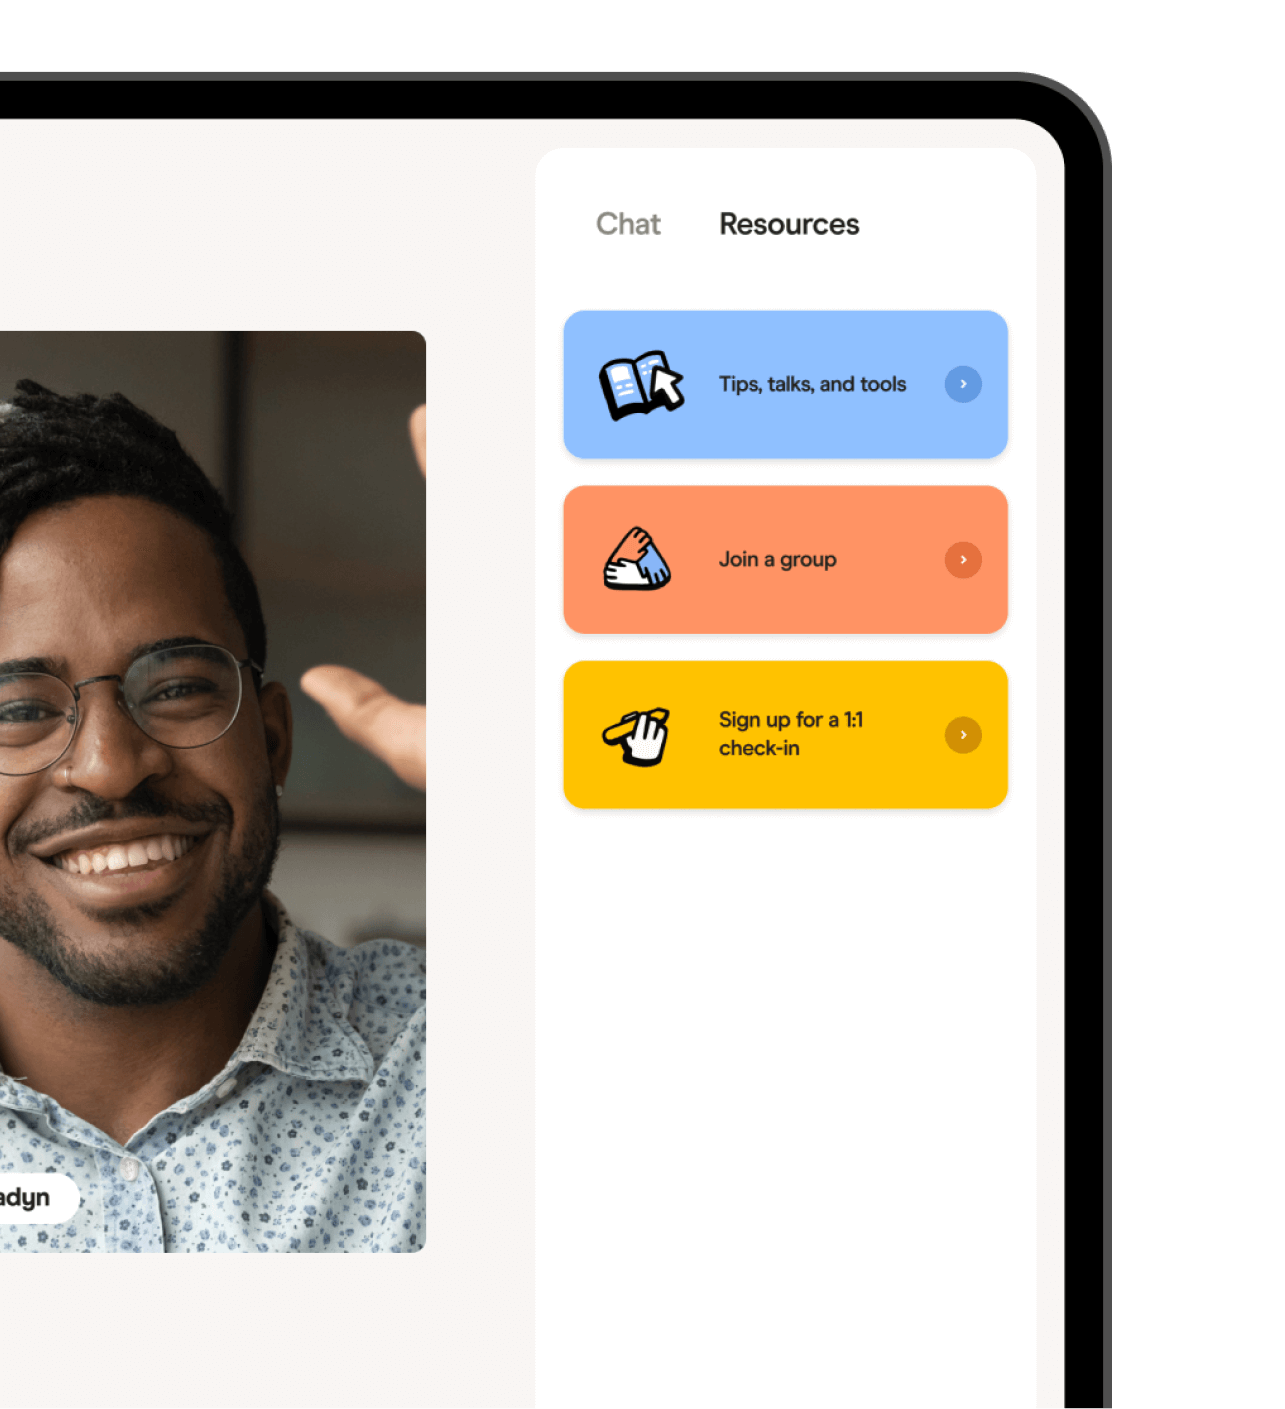 Chat
Resources
Tips, talks, and tools
Join a group
Sign up for a 1:1
check-in
adyn